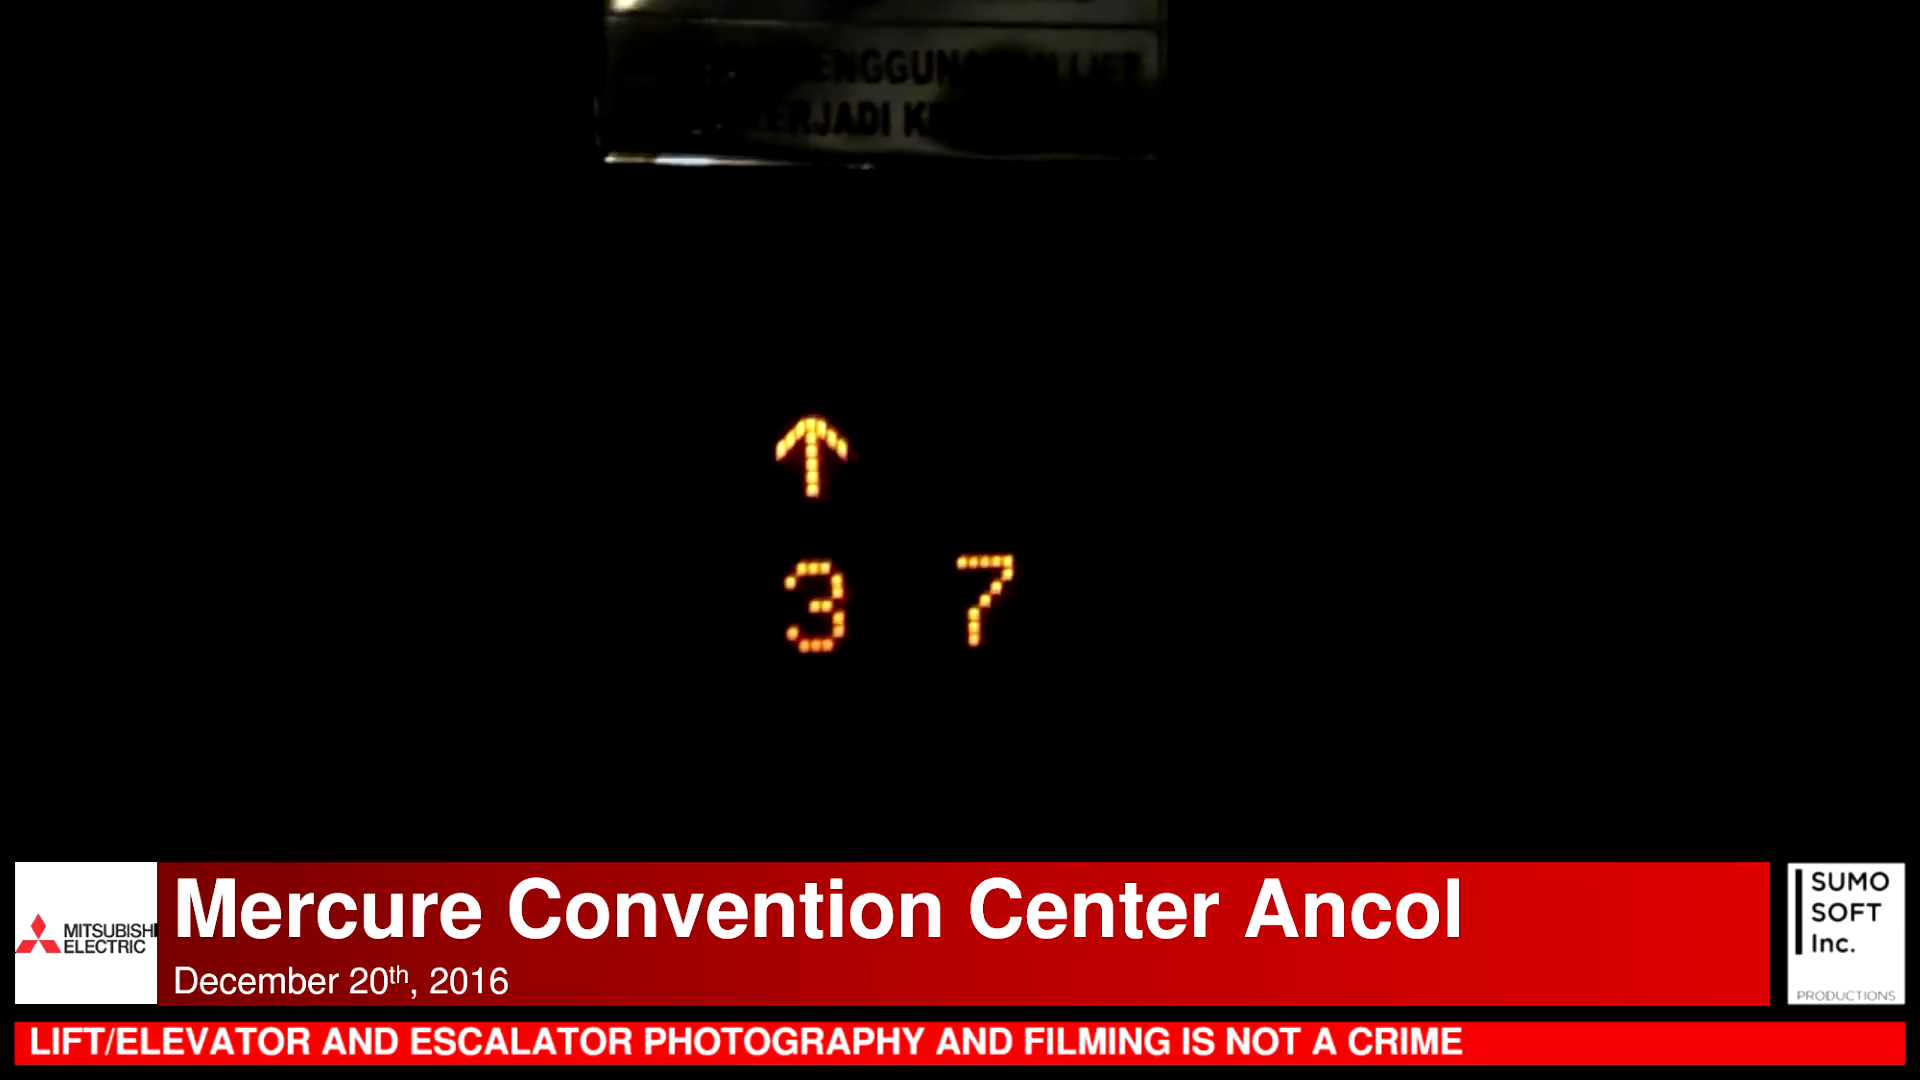 TERJADI
↑
3 7
MITSUBISHI
ELECTRIC
Mercure Convention Center Ancol
December 20th, 2016
SUMO
SOFT
Inc.
PRODUCTIONS
LIFT/ELEVATOR AND ESCALATOR PHOTOGRAPHY AND FILMING IS NOT A CRIME